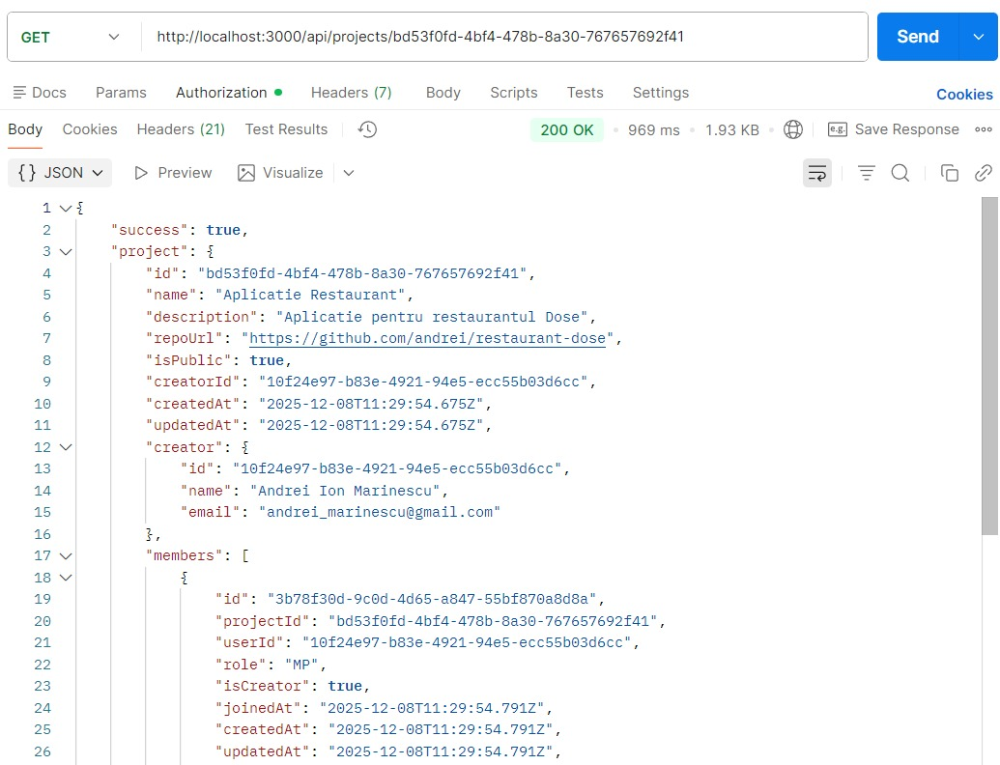 GET http://localhost:3000/api/projects/bd53f0fd-4bf4-478b-8a30-767657692f41 Send
Docs Params Authorization Headers (7) Body Scripts Tests Settings Cookies
Body Cookies Headers (21) Test Results 200 OK 969 ms 1.93 KB e.g. Save Response
{} JSON Preview Visualize
1 {
2 "success": true,
3 "project": {
4 "id": "bd53f0fd-4bf4-478b-8a30-767657692f41",
5 "name": "Aplicatie Restaurant",
6 "description": "Aplicatie pentru restaurantul Dose",
7 "repoUrl": "https://github.com/andrei/restaurant-dose",
8 "isPublic": true,
9 "creatorId": "10f24e97-b83e-4921-94e5-ecc55b03d6cc",
10 "createdAt": "2025-12-08T11:29:54.675Z",
11 "updatedAt": "2025-12-08T11:29:54.675Z",
12 "creator": {
13 "id": "10f24e97-b83e-4921-94e5-ecc55b03d6cc",
14 "name": "Andrei Ion Marinescu",
15 "email": "andrei_marinescu@gmail.com"
16 },
17 "members": [
18 {
19 "id": "3b78f30d-9c0d-4d65-a847-55bf870a8d8a",
20 "projectId": "bd53f0fd-4bf4-478b-8a30-767657692f41",
21 "userId": "10f24e97-b83e-4921-94e5-ecc55b03d6cc",
22 "role": "MP",
23 "isCreator": true,
24 "joinedAt": "2025-12-08T11:29:54.791Z",
25 "createdAt": "2025-12-08T11:29:54.791Z",
26 "updatedAt": "2025-12-08T11:29:54.791Z",